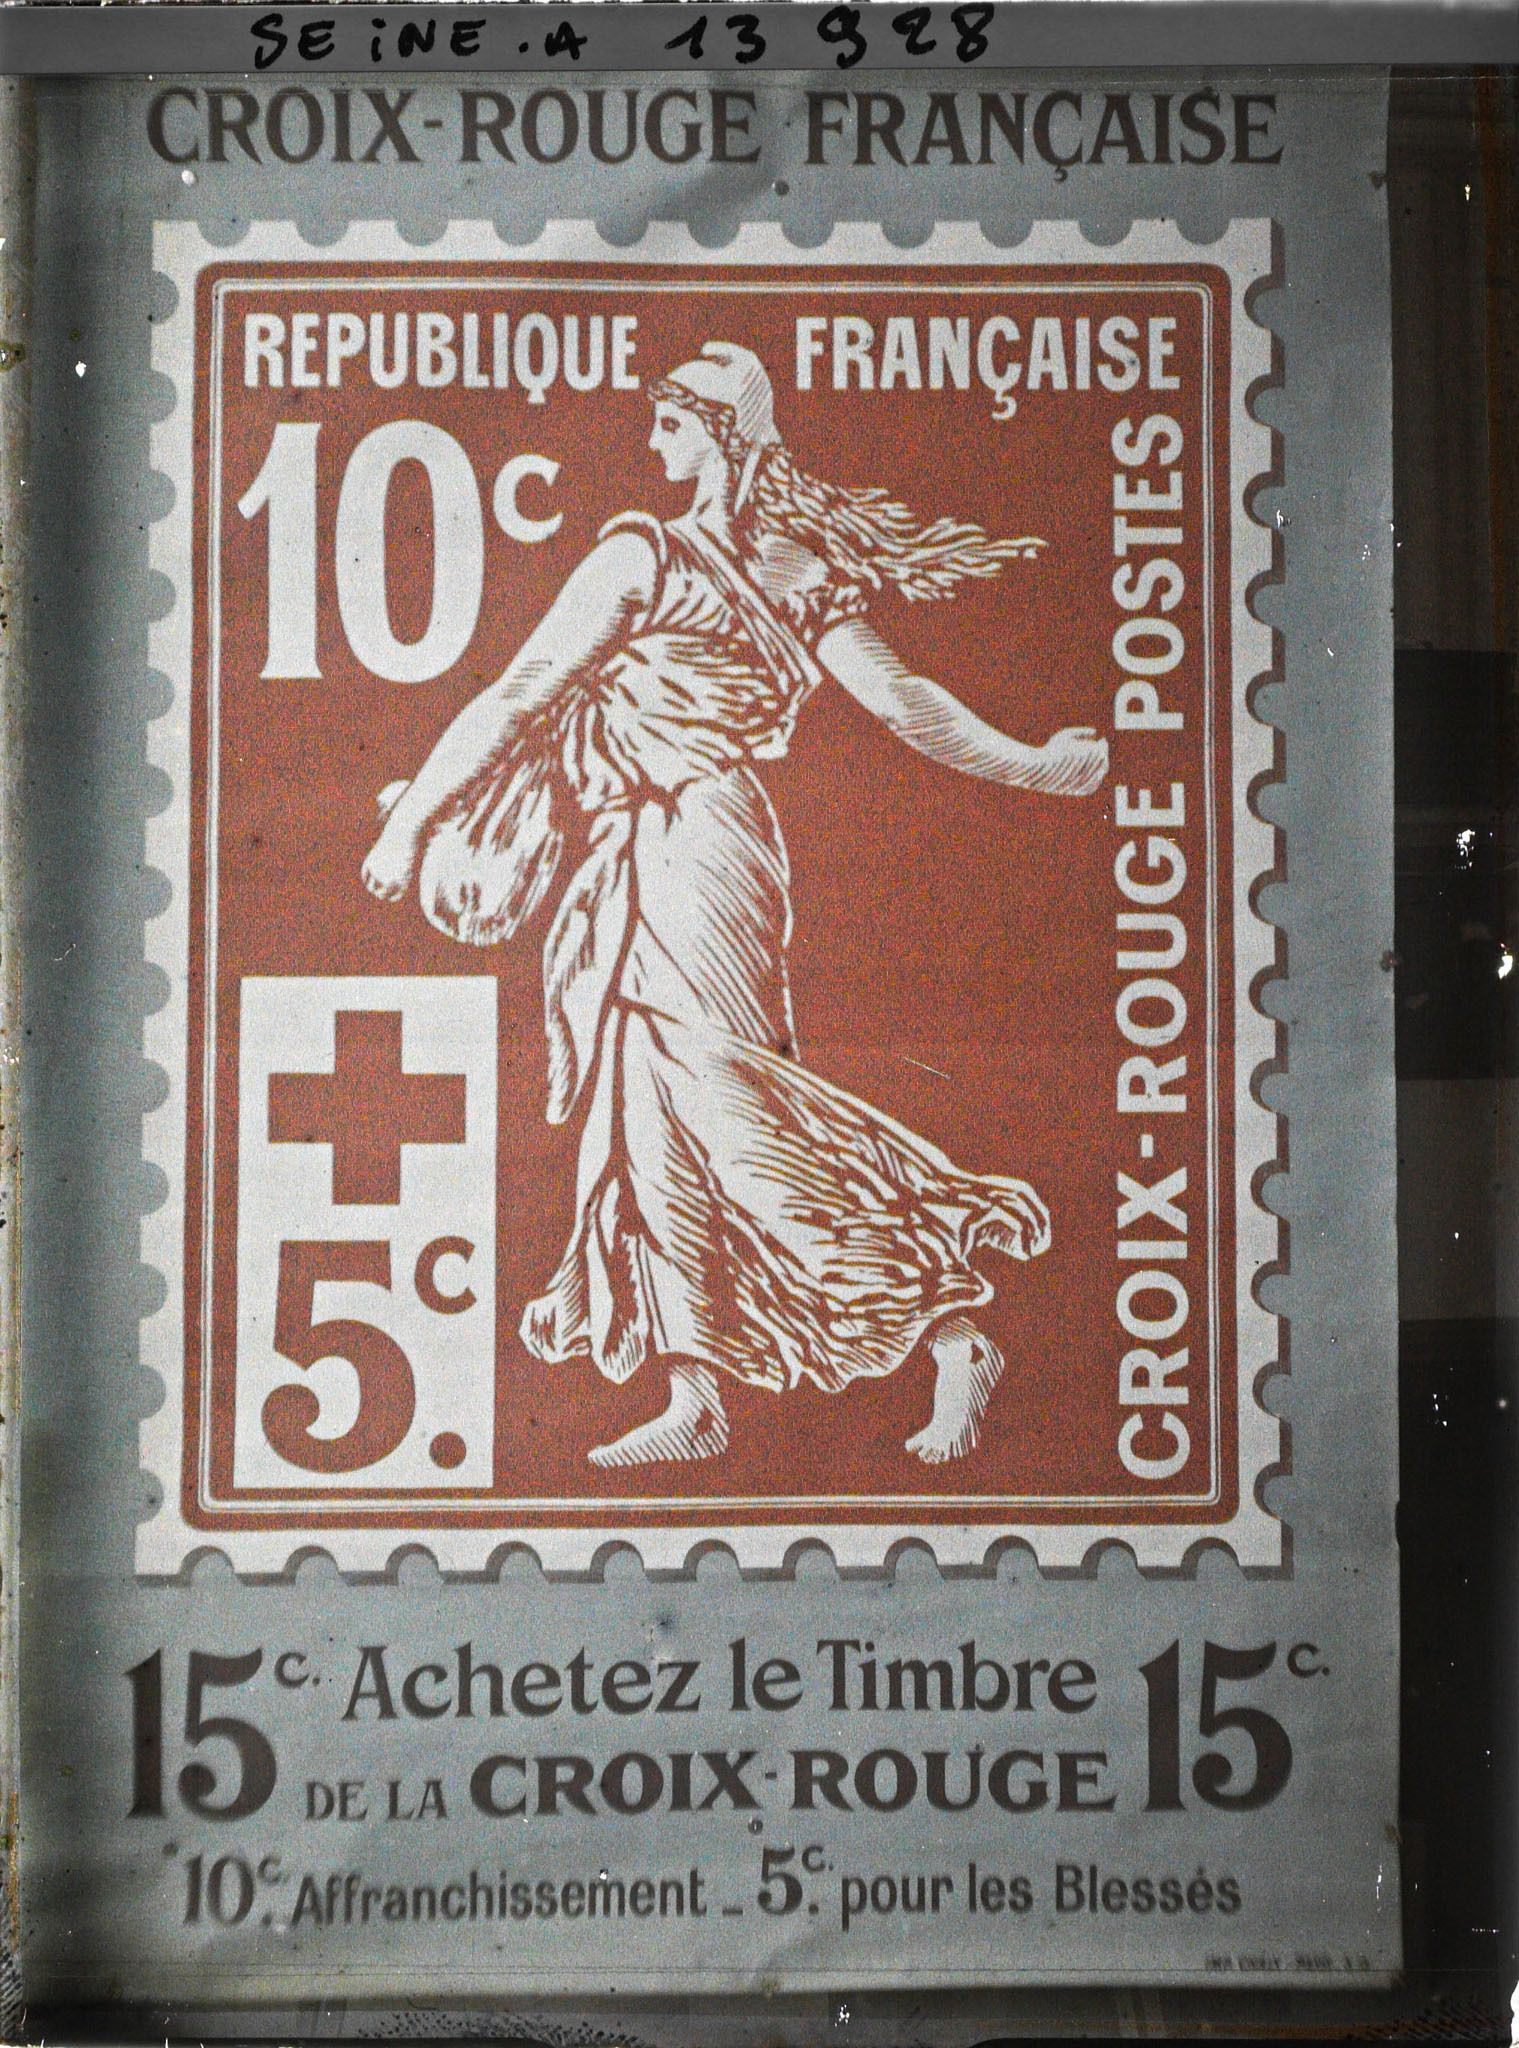 SEINE.A 13 928
CROIX-ROUGE FRANÇAISE
REPUBLIQUE FRANÇAISE
10c
CROIX-ROUGE POSTES
5c.
15c. Achetez le Timbre 15c.
DE LA CROIX-ROUGE
10c. Affranchissement _ 5c. pour les Blessés